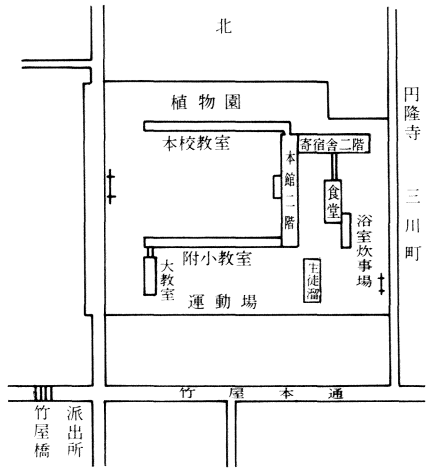 北
植物園
円隆寺 三川町
本校教室
寄宿舎二階
本館二階
食堂
浴室炊事場
附小教室
大教室
生徒溜
運動場
竹屋本通
竹屋橋
派出所